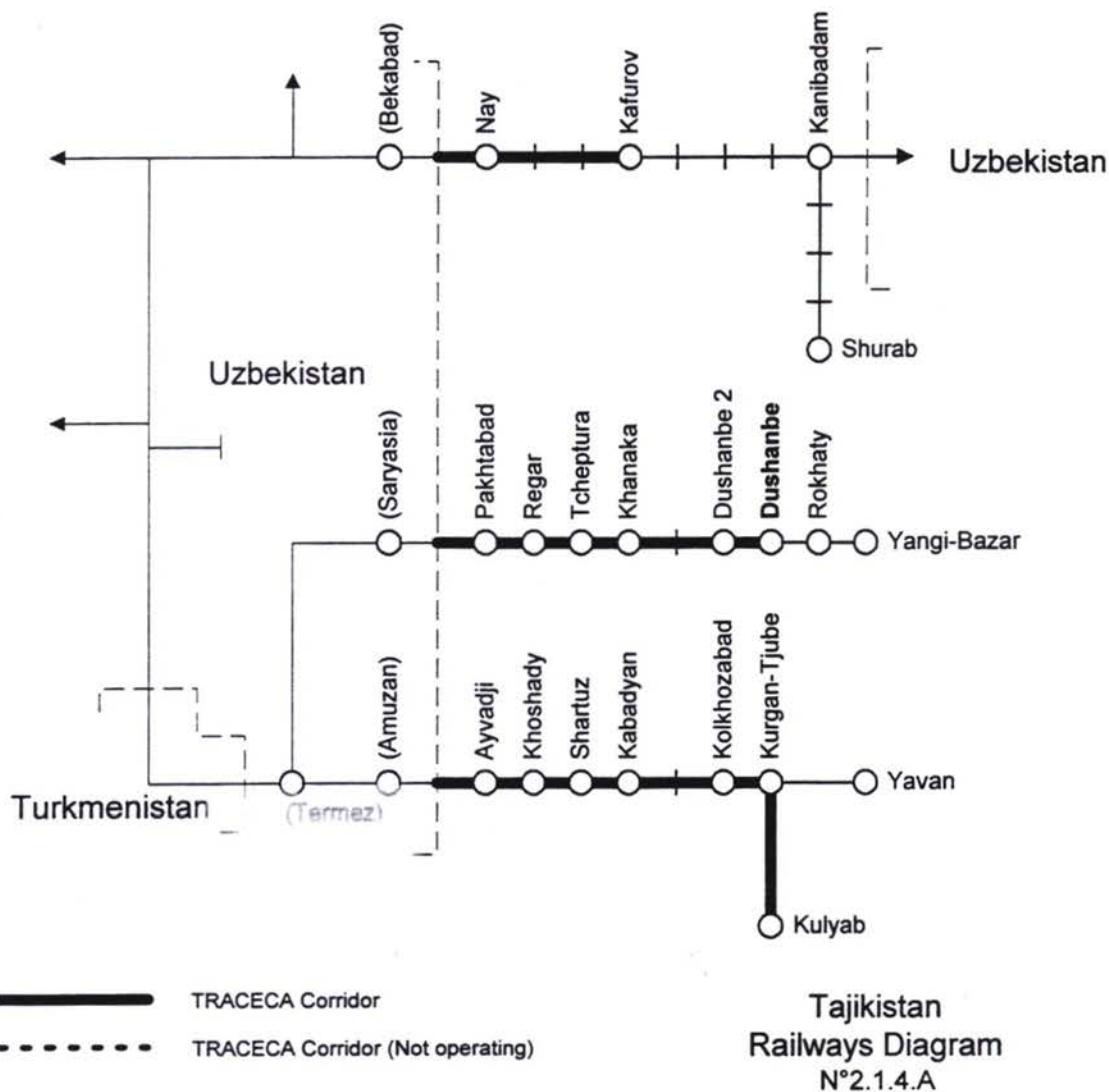 (Bekabad)
Nay
Kafurov
Kanibadam
Uzbekistan
Shurab
Uzbekistan
(Saryasia)
Pakhtabad
Regar
Tcheptura
Khanaka
Dushanbe 2
Dushanbe
Rokhaty
Yangi-Bazar
(Amuzan)
Ayvadji
Khoshady
Shartuz
Kabadyan
Kolkhozabad
Kurgan-Tjube
Yavan
Turkmenistan
(Termez)
Kulyab
TRACECA Corridor
TRACECA Corridor (Not operating)
Tajikistan
Railways Diagram
N°2.1.4.A